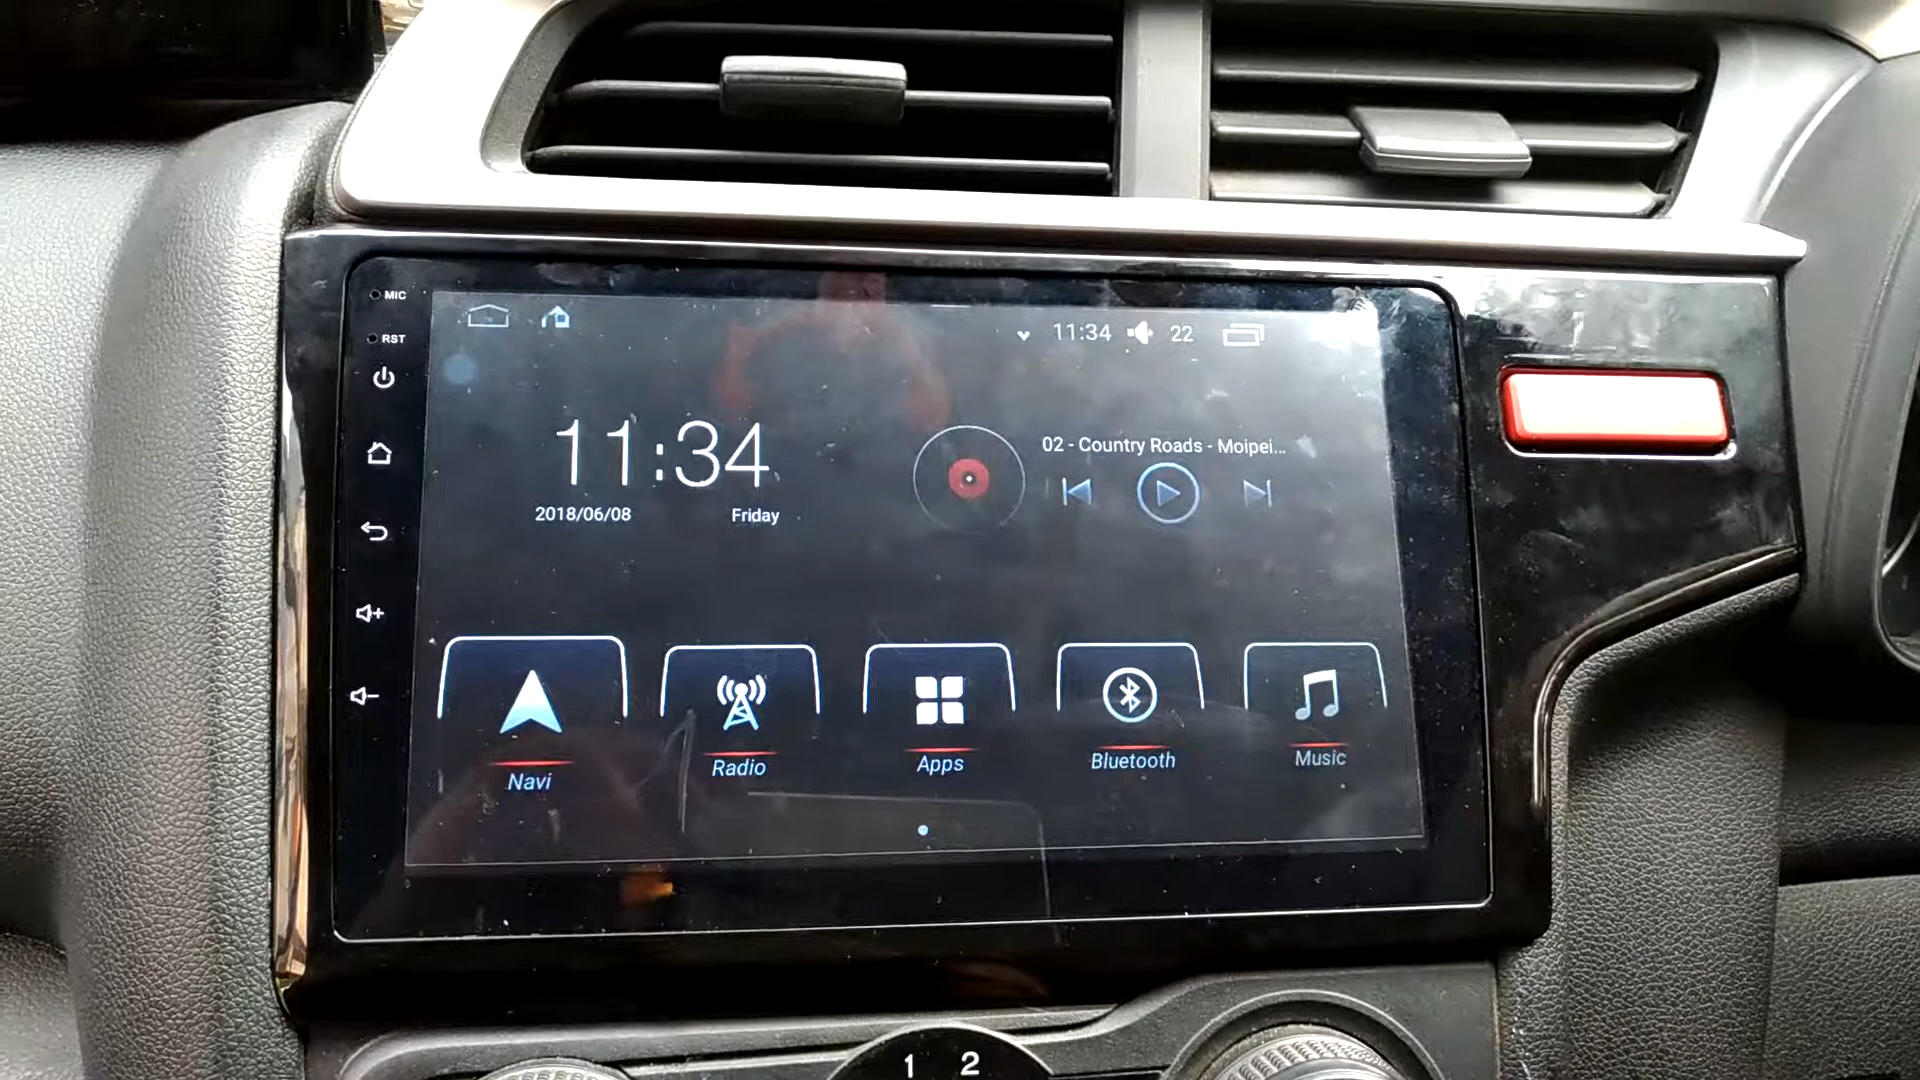 MIC
RST
11:34 22
11:34
2018/06/08 Friday
02 - Country Roads - Moipei...
Navi
Radio
Apps
Bluetooth
Music
1 2